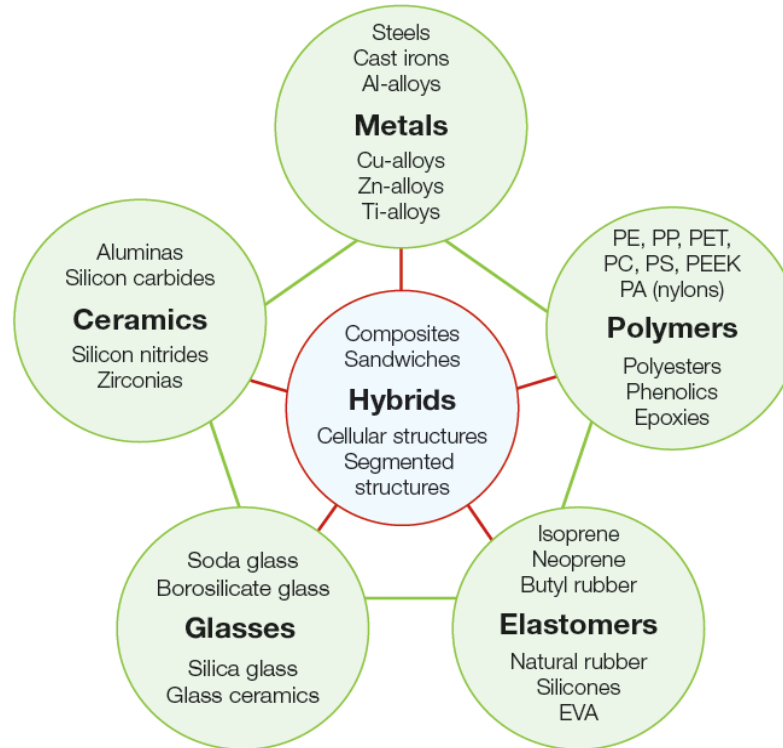 Steels
Cast irons
Al-alloys
Metals
Cu-alloys
Zn-alloys
Ti-alloys
Aluminas
Silicon carbides
Ceramics
Silicon nitrides
Zirconias
PE, PP, PET,
PC, PS, PEEK
PA (nylons)
Polymers
Polyesters
Phenolics
Epoxies
Composites
Sandwiches
Hybrids
Cellular structures
Segmented
structures
Soda glass
Borosilicate glass
Glasses
Silica glass
Glass ceramics
Isoprene
Neoprene
Butyl rubber
Elastomers
Natural rubber
Silicones
EVA